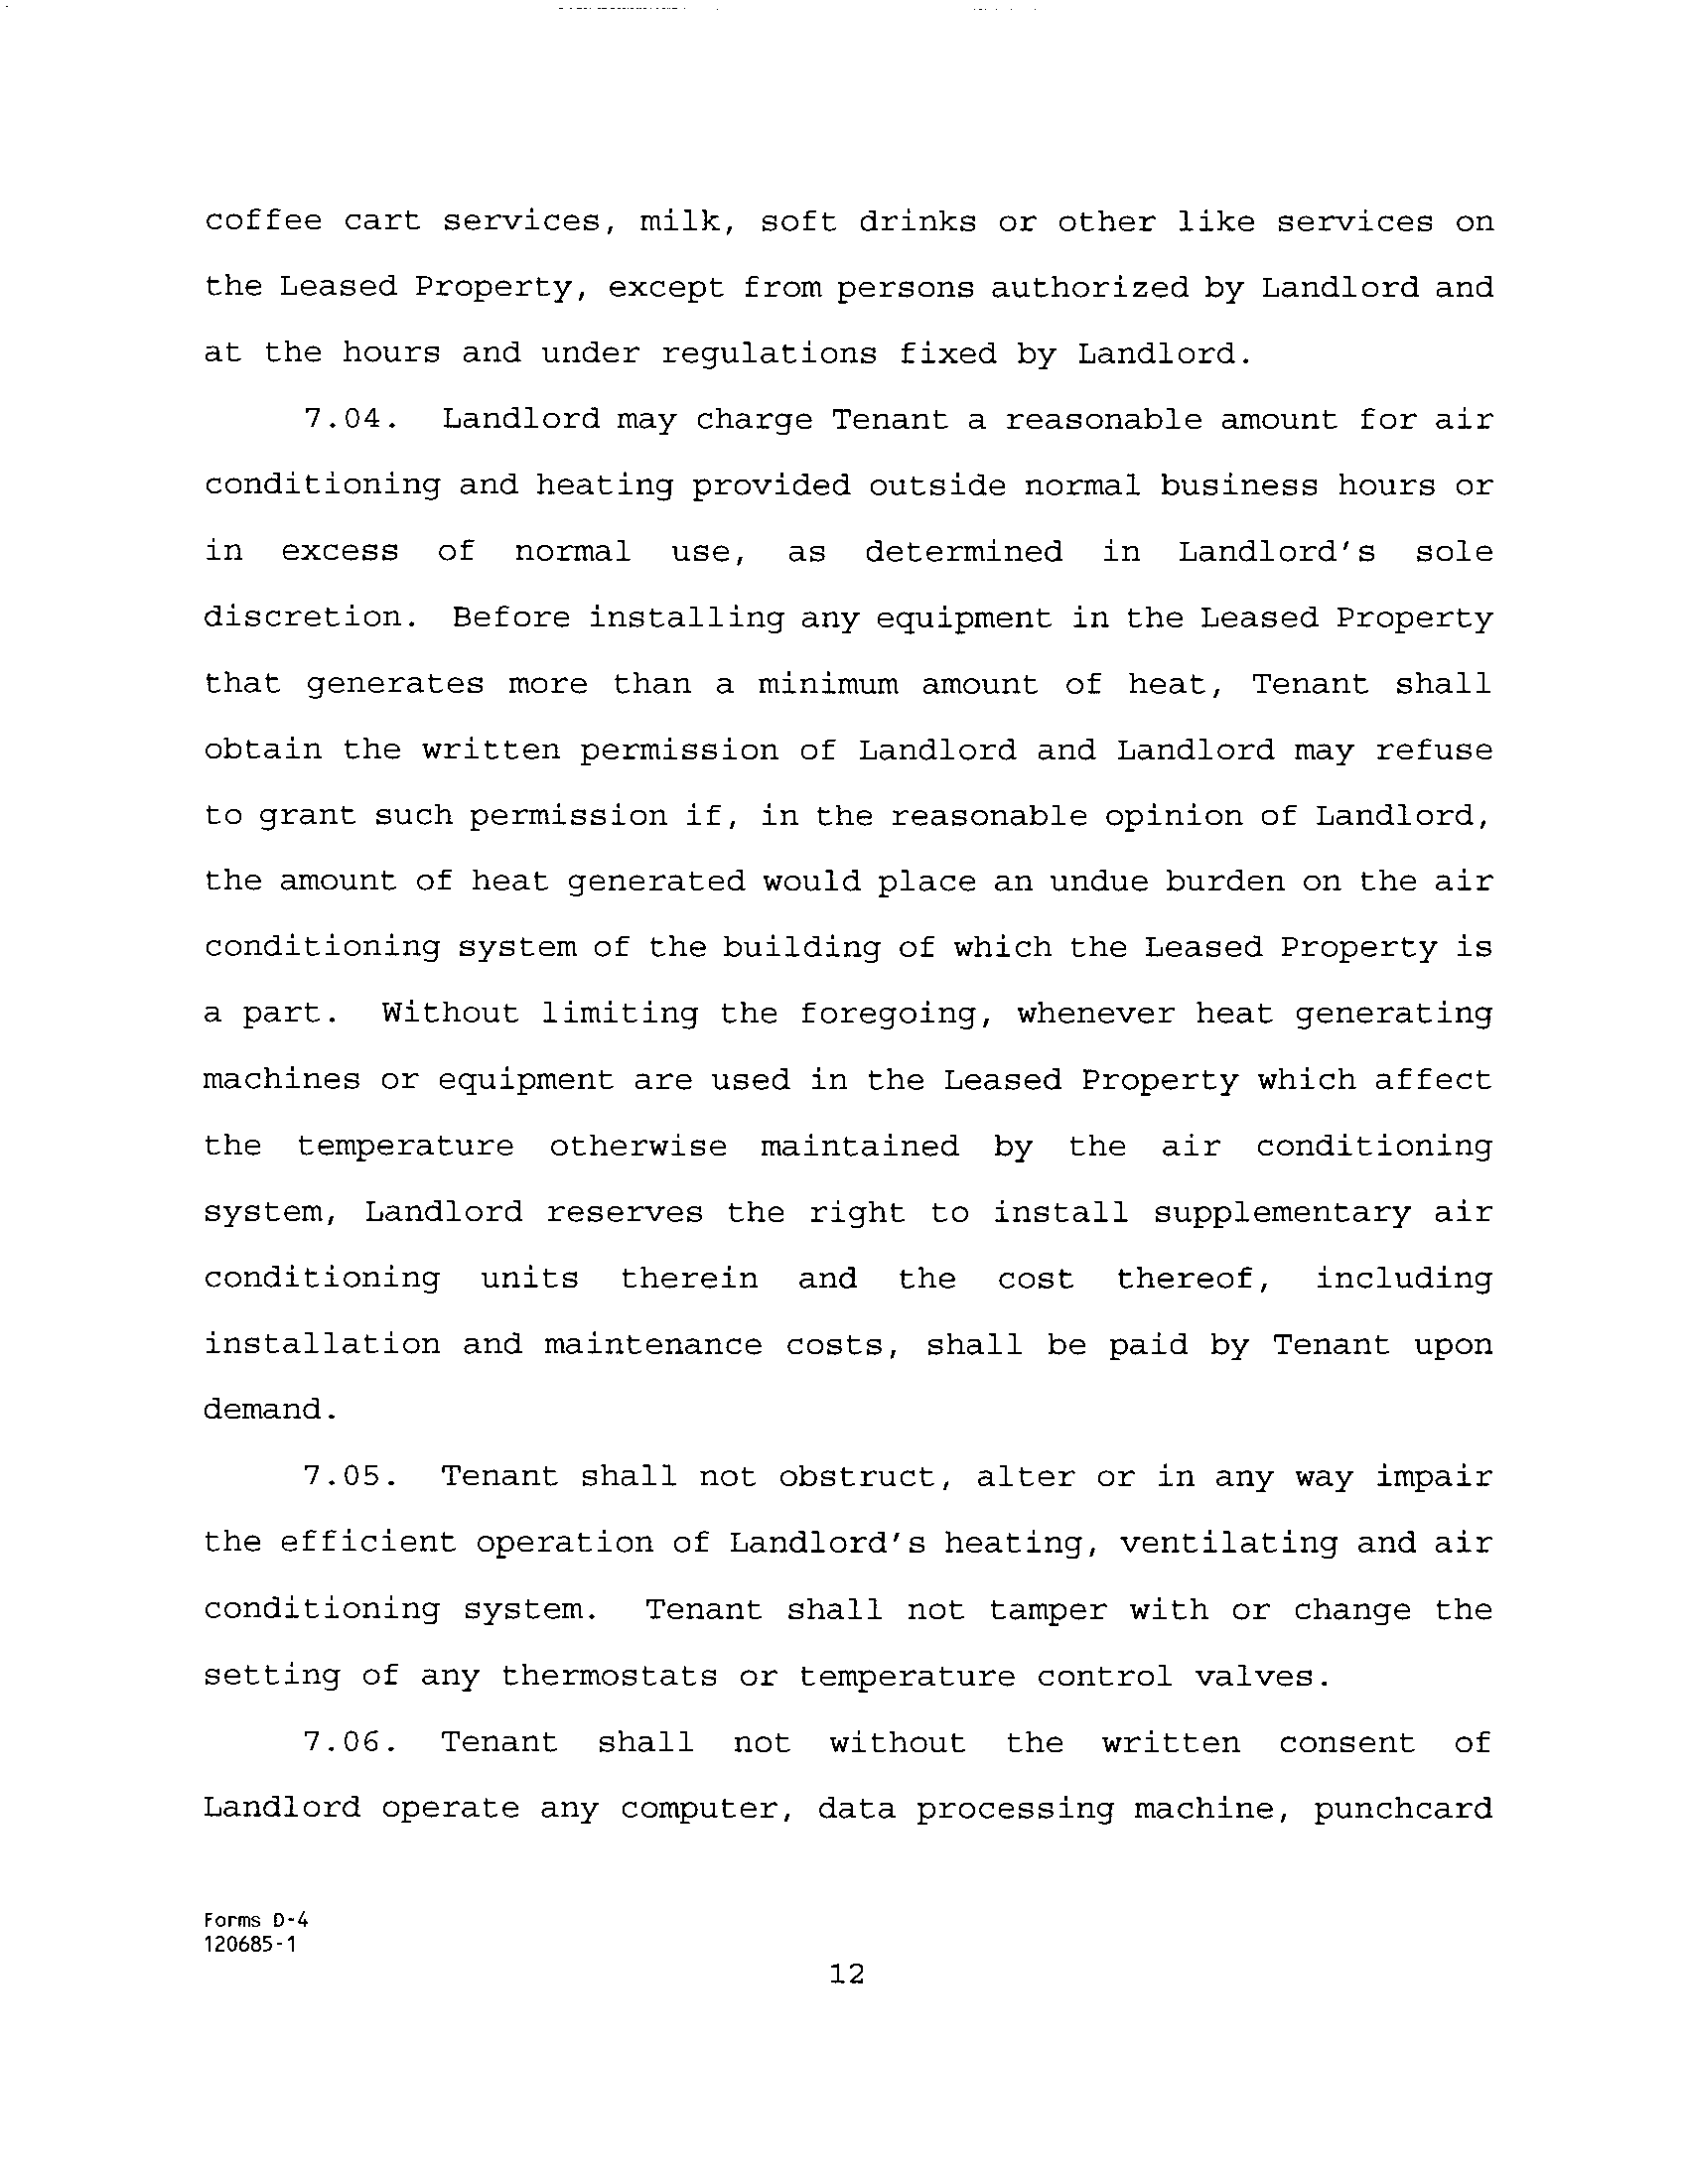 coffee cart services, milk, soft drinks or other like services on
the Leased Property, except from persons authorized by Landlord and
at the hours and under regulations fixed by Landlord.
7.04. Landlord may charge Tenant a reasonable amount for air
conditioning and heating provided outside normal business hours or
in excess of normal use, as determined in Landlord's sole
discretion. Before installing any equipment in the Leased Property
that generates more than a minimum amount of heat, Tenant shall
obtain the written permission of Landlord and Landlord may refuse
to grant such permission if, in the reasonable opinion of Landlord,
the amount of heat generated would place an undue burden on the air
conditioning system of the building of which the Leased Property is
a part. Without limiting the foregoing, whenever heat generating
machines or equipment are used in the Leased Property which affect
the temperature otherwise maintained by the air conditioning
system, Landlord reserves the right to install supplementary air
conditioning units therein and the cost thereof, including
installation and maintenance costs, shall be paid by Tenant upon
demand.
7.05. Tenant shall not obstruct, alter or in any way impair
the efficient operation of Landlord's heating, ventilating and air
conditioning system. Tenant shall not tamper with or change the
setting of any thermostats or temperature control valves.
7.06. Tenant shall not without the written consent of
Landlord operate any computer, data processing machine, punchcard
Forms D-4
120685-1
12